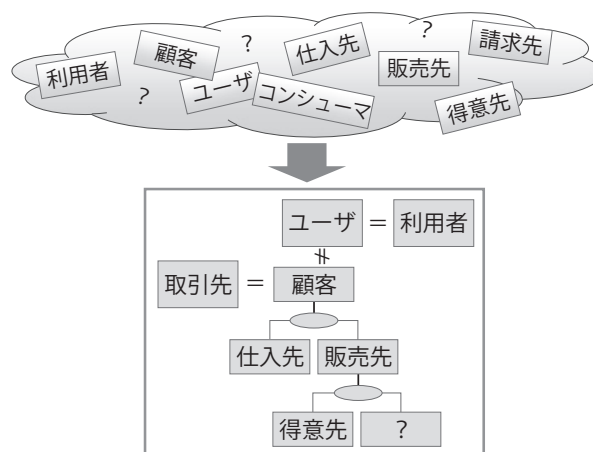 ?
?
仕入先
請求先
顧客
販売先
利用者
ユーザ
?
コンシューマ
得意先
ユーザ = 利用者
≠
取引先 = 顧客
仕入先 販売先
得意先 ?